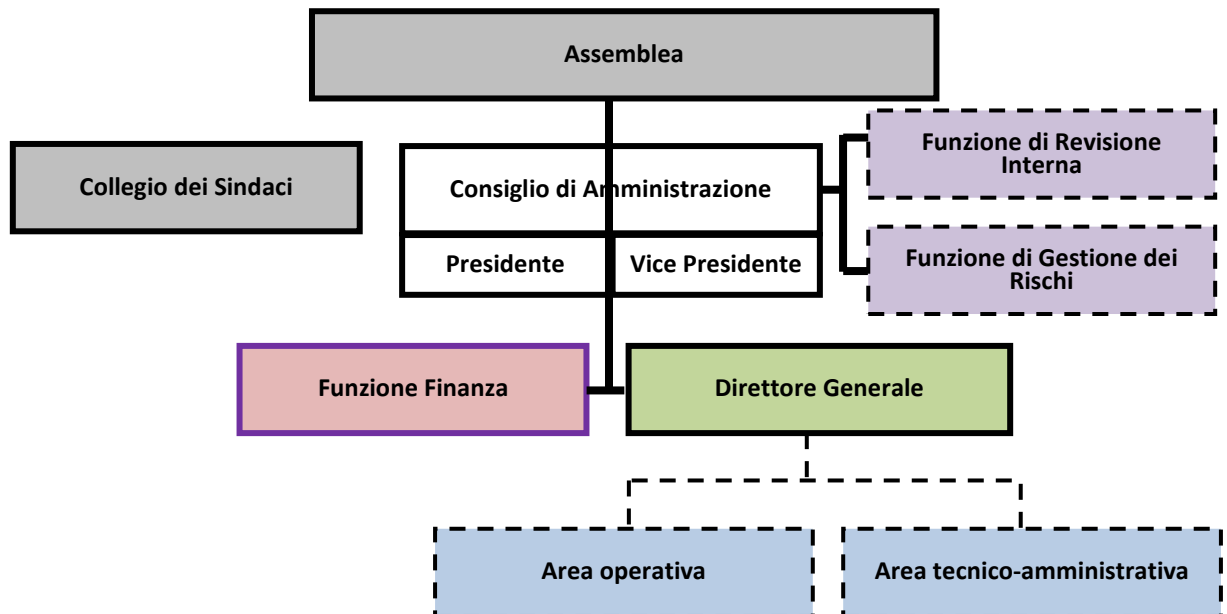 Assemblea
Collegio dei Sindaci
Consiglio di Amministrazione
Funzione di Revisione
Interna
Presidente
Vice Presidente
Funzione di Gestione dei
Rischi
Funzione Finanza
Direttore Generale
Area operativa
Area tecnico-amministrativa